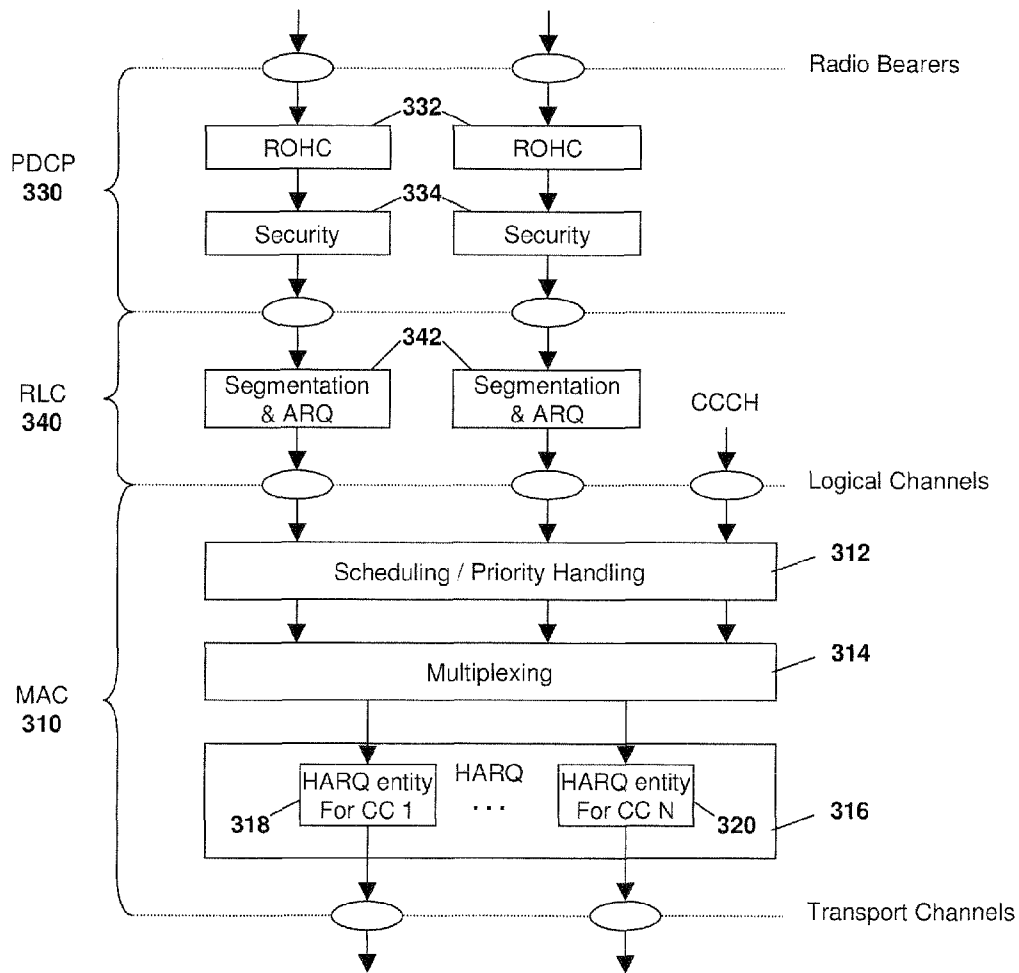 Radio Bearers
332
ROHC
ROHC
PDCP
330
334
Security
Security
342
Segmentation
& ARQ
Segmentation
& ARQ
RLC
340
CCCH
Logical Channels
312
Scheduling / Priority Handling
314
Multiplexing
MAC
310
HARQ
HARQ entity
For CC 1
...
HARQ entity
For CC N
318
320
316
Transport Channels